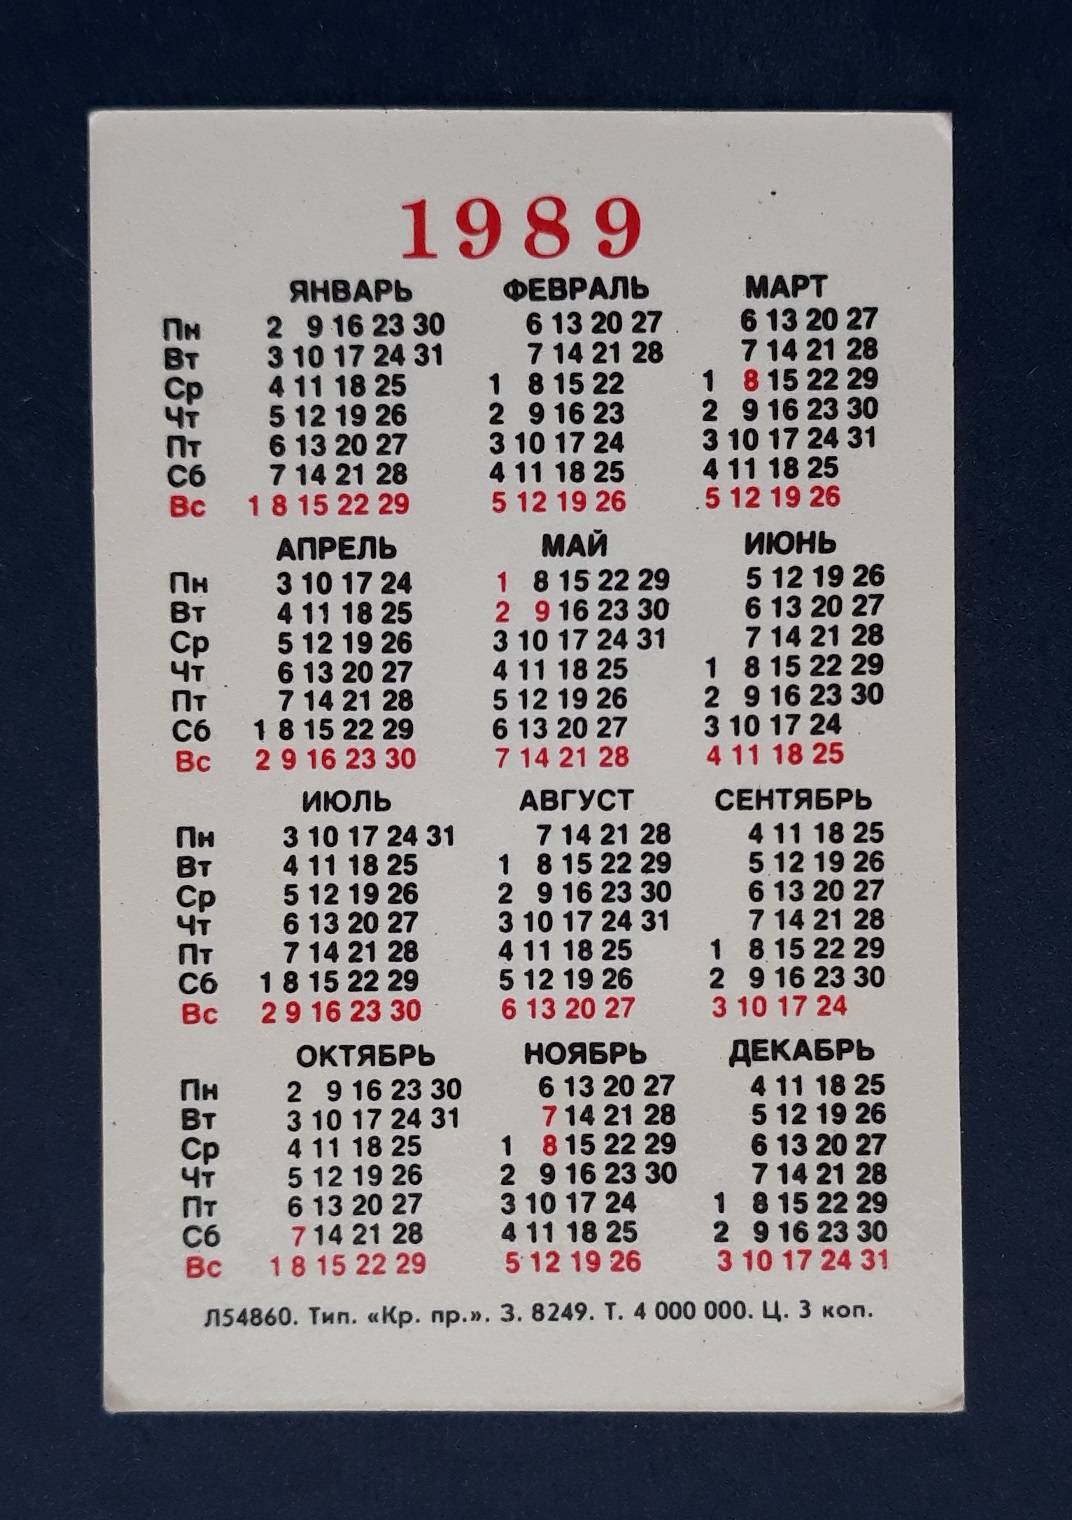 1989
ЯНВАРЬ ФЕВРАЛЬ МАРТ
Пн 2 9 16 23 30 6 13 20 27 6 13 20 27
Вт 3 10 17 24 31 7 14 21 28 7 14 21 28
Ср 4 11 18 25 1 8 15 22 1 8 15 22 29
Чт 5 12 19 26 2 9 16 23 2 9 16 23 30
Пт 6 13 20 27 3 10 17 24 3 10 17 24 31
Сб 7 14 21 28 4 11 18 25 4 11 18 25
Вс 1 8 15 22 29 5 12 19 26 5 12 19 26
АПРЕЛЬ МАЙ ИЮНЬ
Пн 3 10 17 24 1 8 15 22 29 5 12 19 26
Вт 4 11 18 25 2 9 16 23 30 6 13 20 27
Ср 5 12 19 26 3 10 17 24 31 7 14 21 28
Чт 6 13 20 27 4 11 18 25 1 8 15 22 29
Пт 7 14 21 28 5 12 19 26 2 9 16 23 30
Сб 1 8 15 22 29 6 13 20 27 3 10 17 24
Вс 2 9 16 23 30 7 14 21 28 4 11 18 25
ИЮЛЬ АВГУСТ СЕНТЯБРЬ
Пн 3 10 17 24 31 7 14 21 28 4 11 18 25
Вт 4 11 18 25 1 8 15 22 29 5 12 19 26
Ср 5 12 19 26 2 9 16 23 30 6 13 20 27
Чт 6 13 20 27 3 10 17 24 31 7 14 21 28
Пт 7 14 21 28 4 11 18 25 1 8 15 22 29
Сб 1 8 15 22 29 5 12 19 26 2 9 16 23 30
Вс 2 9 16 23 30 6 13 20 27 3 10 17 24
ОКТЯБРЬ НОЯБРЬ ДЕКАБРЬ
Пн 2 9 16 23 30 6 13 20 27 4 11 18 25
Вт 3 10 17 24 31 7 14 21 28 5 12 19 26
Ср 4 11 18 25 1 8 15 22 29 6 13 20 27
Чт 5 12 19 26 2 9 16 23 30 7 14 21 28
Пт 6 13 20 27 3 10 17 24 1 8 15 22 29
Сб 7 14 21 28 4 11 18 25 2 9 16 23 30
Вс 1 8 15 22 29 5 12 19 26 3 10 17 24 31
Л54860. Тип. «Кр. пр.». З. 8249. Т. 4 000 000. Ц. 3 коп.